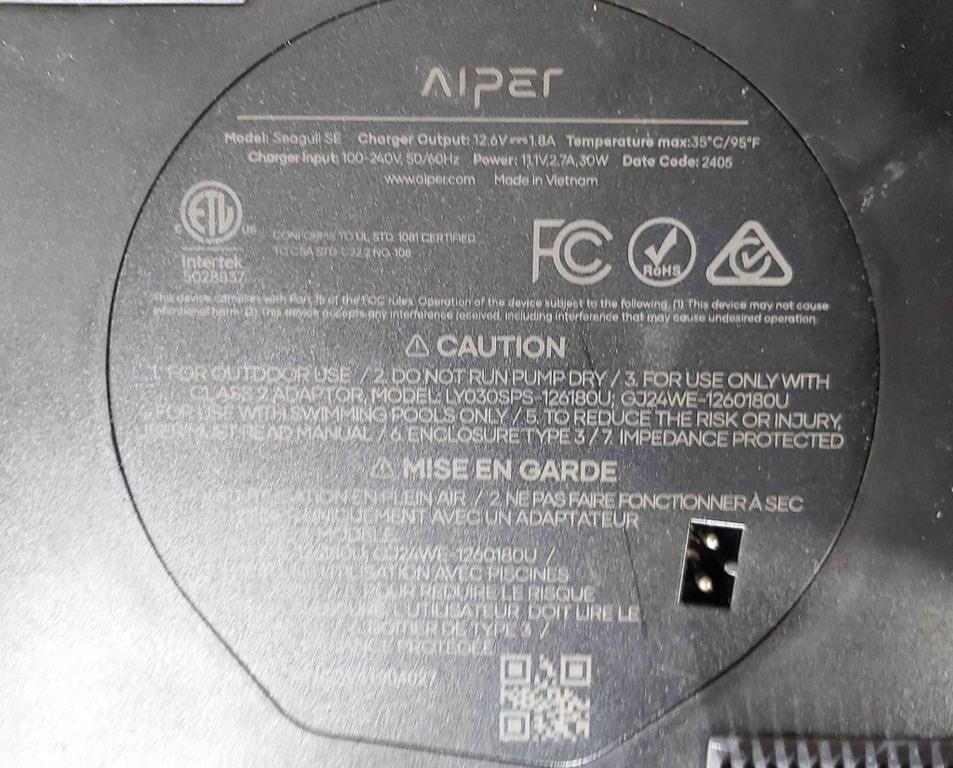 AIPER
Model: Seagull SE Charger Output: 12.6V⎓1.8A Temperature max:35°C/95°F
Charger Input: 100-240V, 50/60Hz Power: 11.1V,2.7A,30W Date Code: 2405
www.aiper.com Made in Vietnam
ETL
C US
Intertek
5028837
CONFORMS TO UL STD. 1081 CERTIFIED
TO CSA STD. C22.2 NO. 108
FC
RoHS
This device complies with Part 15 of the FCC rules. Operation of the device subject to the following, (1) This device may not cause
intentional harm (2) This device accepts any interference received, including interference that may cause undesired operation.
CAUTION
1. FOR OUTDOOR USE / 2. DO NOT RUN PUMP DRY / 3. FOR USE ONLY WITH
CLASS 2 ADAPTOR, MODEL: LY030SPS-126180U; GJ24WE-1260180U
FOR USE WITH SWIMMING POOLS ONLY / 5. TO REDUCE THE RISK OR INJURY,
READ MANUAL / 6. ENCLOSURE TYPE 3 / 7. IMPEDANCE PROTECTED
MISE EN GARDE
EN PLEIN AIR / 2. NE PAS FAIRE FONCTIONNER À SEC
AVEC UN ADAPTATEUR
GJ24WE-1260180U /
AVEC PISCINES
RÉDUIRE LE RISQUE
L'UTILISATEUR DOIT LIRE LE
DE TYPE 3 /